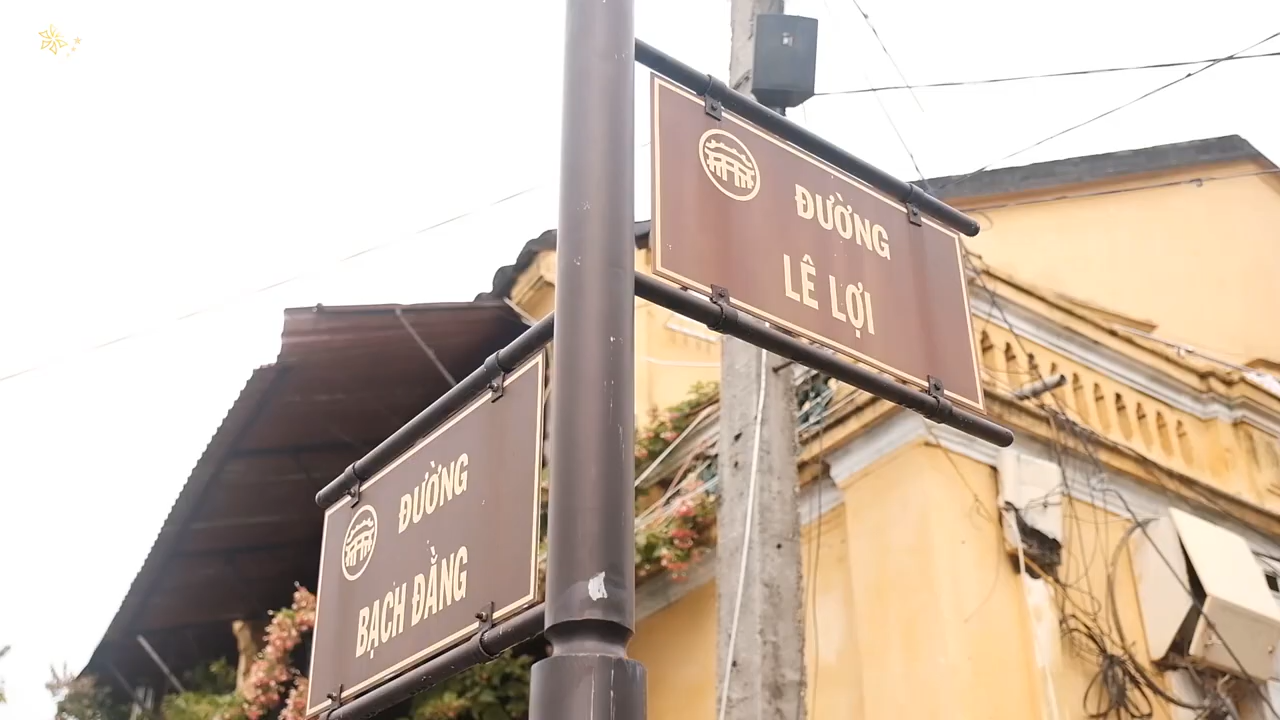 ĐƯỜNG
LÊ LỢI
ĐƯỜNG
BẠCH ĐẰNG